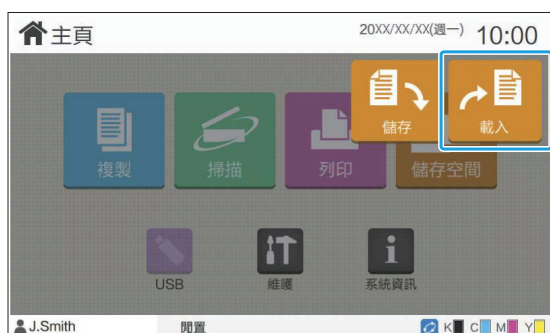 主頁 20XX/XX/XX(週一) 10:00
儲存 載入
複製 掃描 列印 儲存空間
USB 維護 系統資訊
J.Smith 閒置 K C M Y